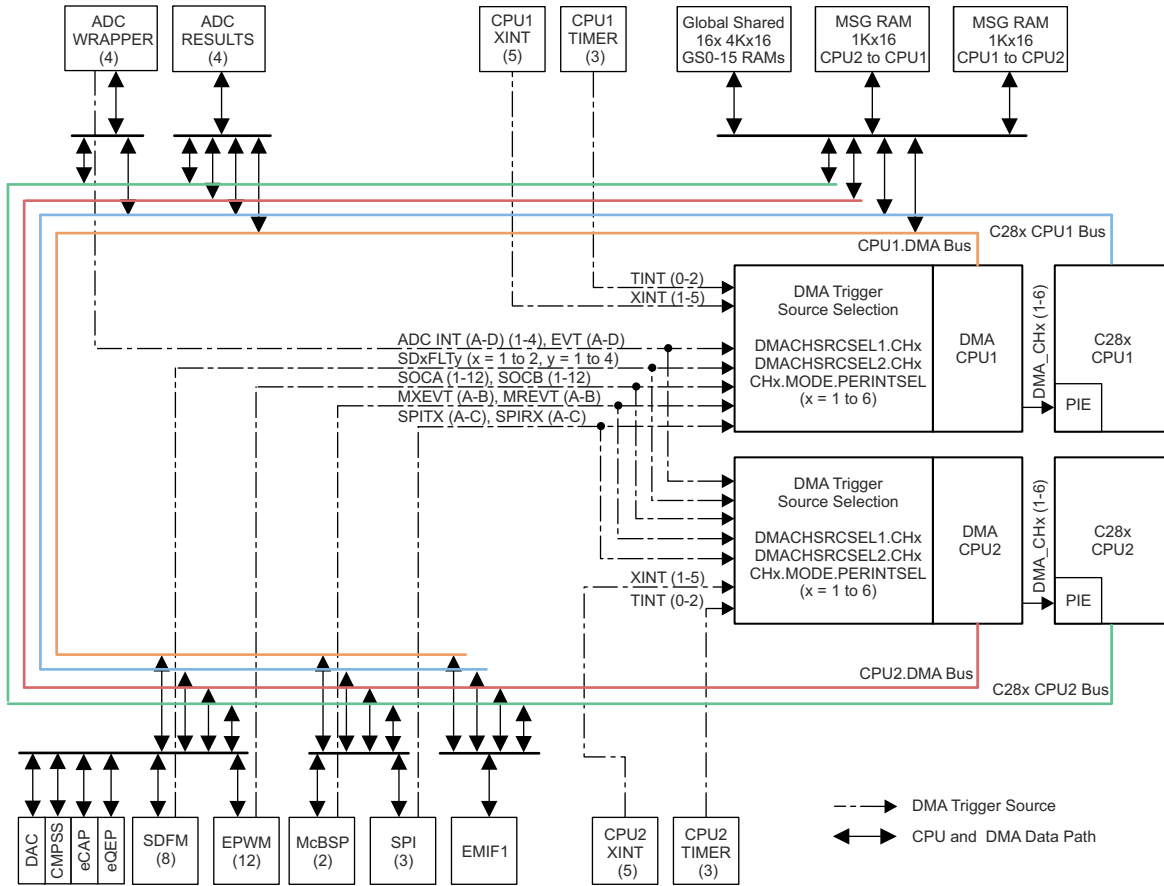 ADC
WRAPPER
(4)
ADC
RESULTS
(4)
CPU1
XINT
(5)
CPU1
TIMER
(3)
Global Shared
16x 4Kx16
GS0-15 RAMs
MSG RAM
1Kx16
CPU2 to CPU1
MSG RAM
1Kx16
CPU1 to CPU2
C28x CPU1 Bus
CPU1.DMA Bus
TINT (0-2)
XINT (1-5)
ADC INT (A-D) (1-4), EVT (A-D)
SDxFLTy (x = 1 to 2, y = 1 to 4)
SOCA (1-12), SOCB (1-12)
MXEVT (A-B), MREVT (A-B)
SPITX (A-C), SPIRX (A-C)
DMA Trigger
Source Selection
DMACHSRCSEL1.CHx
DMACHSRCSEL2.CHx
CHx.MODE.PERINTSEL
(x = 1 to 6)
DMA
CPU1
DMA_CHx (1-6)
C28x
CPU1
PIE
DMA Trigger
Source Selection
DMACHSRCSEL1.CHx
DMACHSRCSEL2.CHx
CHx.MODE.PERINTSEL
(x = 1 to 6)
DMA
CPU2
DMA_CHx (1-6)
C28x
CPU2
PIE
XINT (1-5)
TINT (0-2)
CPU2.DMA Bus
C28x CPU2 Bus
DAC
CMPSS
eCAP
eQEP
SDFM
(8)
EPWM
(12)
McBSP
(2)
SPI
(3)
EMIF1
CPU2
XINT
(5)
CPU2
TIMER
(3)
DMA Trigger Source
CPU and DMA Data Path